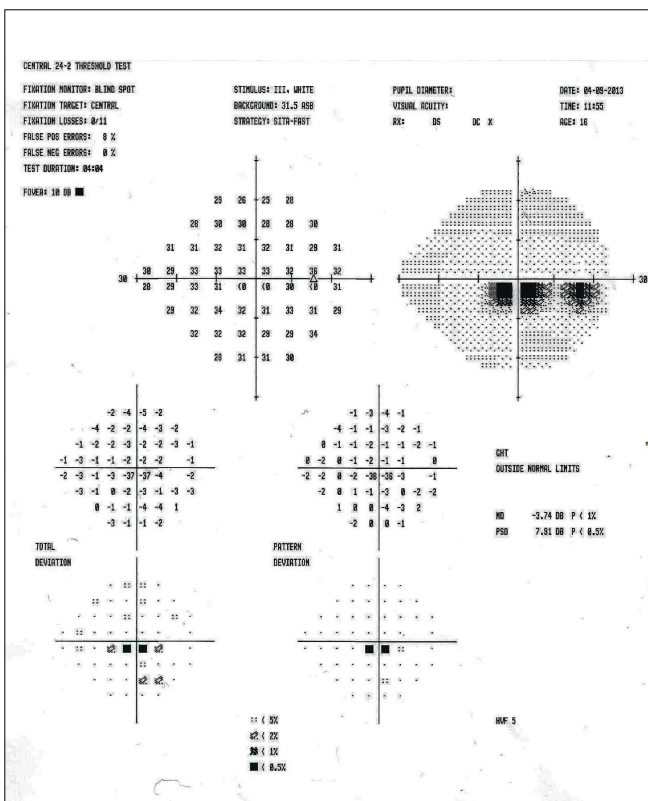 CENTRAL 24-2 THRESHOLD TEST
FIXATION MONITOR: BLIND SPOT STIMULUS: III, WHITE PUPIL DIAMETER: DATE: 04-09-2013
FIXATION TARGET: CENTRAL BACKGROUND: 31.5 ASB VISUAL ACUITY: TIME: 11:55
FIXATION LOSSES: 0/11 STRATEGY: SITA-FAST RX: DS DC X AGE: 16
FALSE POS ERRORS: 8 %
FALSE NEG ERRORS: 0 %
TEST DURATION: 04:04
FOVEA: 10 DB ■
29 26 25 28
28 30 30 28 28 30
31 31 32 31 32 31 29 31
30 30 29 33 33 33 33 32 36 32 30
28 29 33 31 <0 <0 30 <0 31
29 32 34 32 31 33 31 29
32 32 32 29 29 34
28 31 31 30
-2 -4 -5 -2 -1 -3 -4 -1
-4 -2 -2 -4 -3 -2 -4 -1 -1 -3 -2 -1
-1 -2 -2 -3 -2 -2 -3 -1 0 -1 -1 -2 -1 -1 -2 -1
-1 -3 -1 -1 -2 -2 -2 -1 0 -2 0 -1 -2 -1 -1 0
-2 -3 -1 -3 -37 -37 -4 -2 -2 -2 0 -2 -36 -36 -3 -1
-3 -1 0 -2 -3 -1 -3 -3 -2 0 1 -1 -3 0 -2 -2
0 -1 -1 -4 -4 1 1 0 0 -4 -3 2
-3 -1 -1 -2 -2 0 0 -1
GHT
OUTSIDE NORMAL LIMITS
MD -3.74 DB P < 1%
PSD 7.91 DB P < 0.5%
TOTAL DEVIATION
PATTERN DEVIATION
:: < 5%
< 2%
< 1%
■ < 0.5%
HVF 5